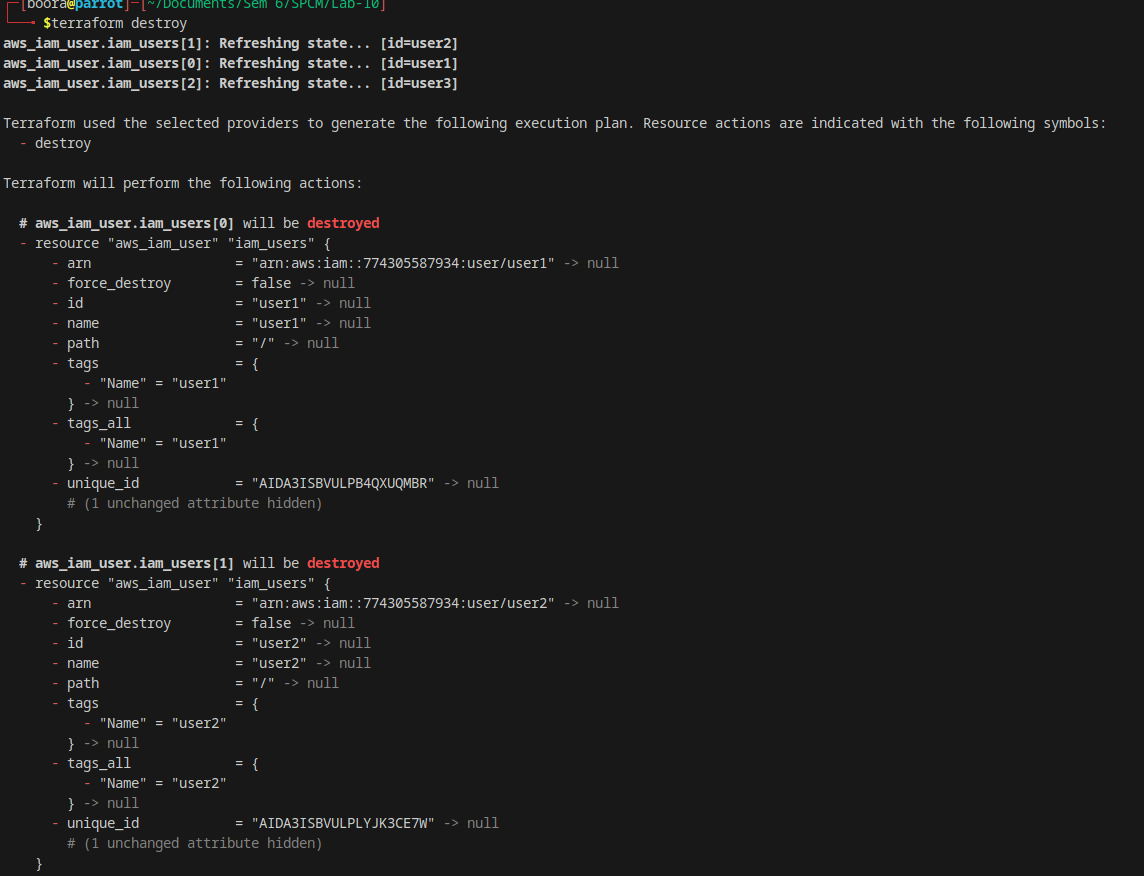 ┌─[boora@parrot]─[~/Documents/Sem 6/SPCM/Lab-10]
└──╼ $terraform destroy
aws_iam_user.iam_users[1]: Refreshing state... [id=user2]
aws_iam_user.iam_users[0]: Refreshing state... [id=user1]
aws_iam_user.iam_users[2]: Refreshing state... [id=user3]

Terraform used the selected providers to generate the following execution plan. Resource actions are indicated with the following symbols:
  - destroy

Terraform will perform the following actions:

  # aws_iam_user.iam_users[0] will be destroyed
  - resource "aws_iam_user" "iam_users" {
      - arn                  = "arn:aws:iam::774305587934:user/user1" -> null
      - force_destroy        = false -> null
      - id                   = "user1" -> null
      - name                 = "user1" -> null
      - path                 = "/" -> null
      - tags                 = {
          - "Name" = "user1"
        } -> null
      - tags_all             = {
          - "Name" = "user1"
        } -> null
      - unique_id            = "AIDA3ISBVULPB4QXUQMBR" -> null
        # (1 unchanged attribute hidden)
    }

  # aws_iam_user.iam_users[1] will be destroyed
  - resource "aws_iam_user" "iam_users" {
      - arn                  = "arn:aws:iam::774305587934:user/user2" -> null
      - force_destroy        = false -> null
      - id                   = "user2" -> null
      - name                 = "user2" -> null
      - path                 = "/" -> null
      - tags                 = {
          - "Name" = "user2"
        } -> null
      - tags_all             = {
          - "Name" = "user2"
        } -> null
      - unique_id            = "AIDA3ISBVULPLYJK3CE7W" -> null
        # (1 unchanged attribute hidden)
    }